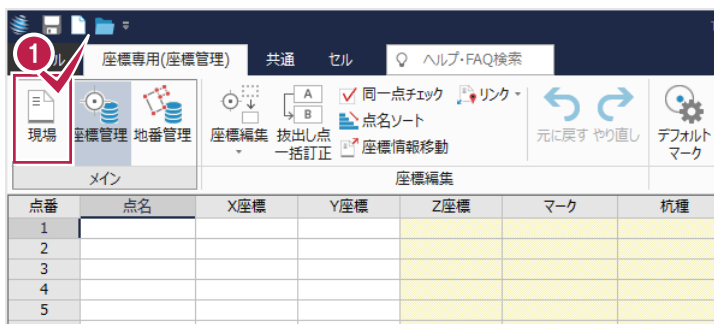 1
座標専用(座標管理) 共通 セル ヘルプ・FAQ検索
現場 座標管理 地番管理 座標編集 抜出し点一括訂正 A B 同一点チェック 点名ソート 座標情報移動 リンク 元に戻す やり直し デフォルトマーク
メイン 座標編集
点番 点名 X座標 Y座標 Z座標 マーク 杭種
1
2
3
4
5